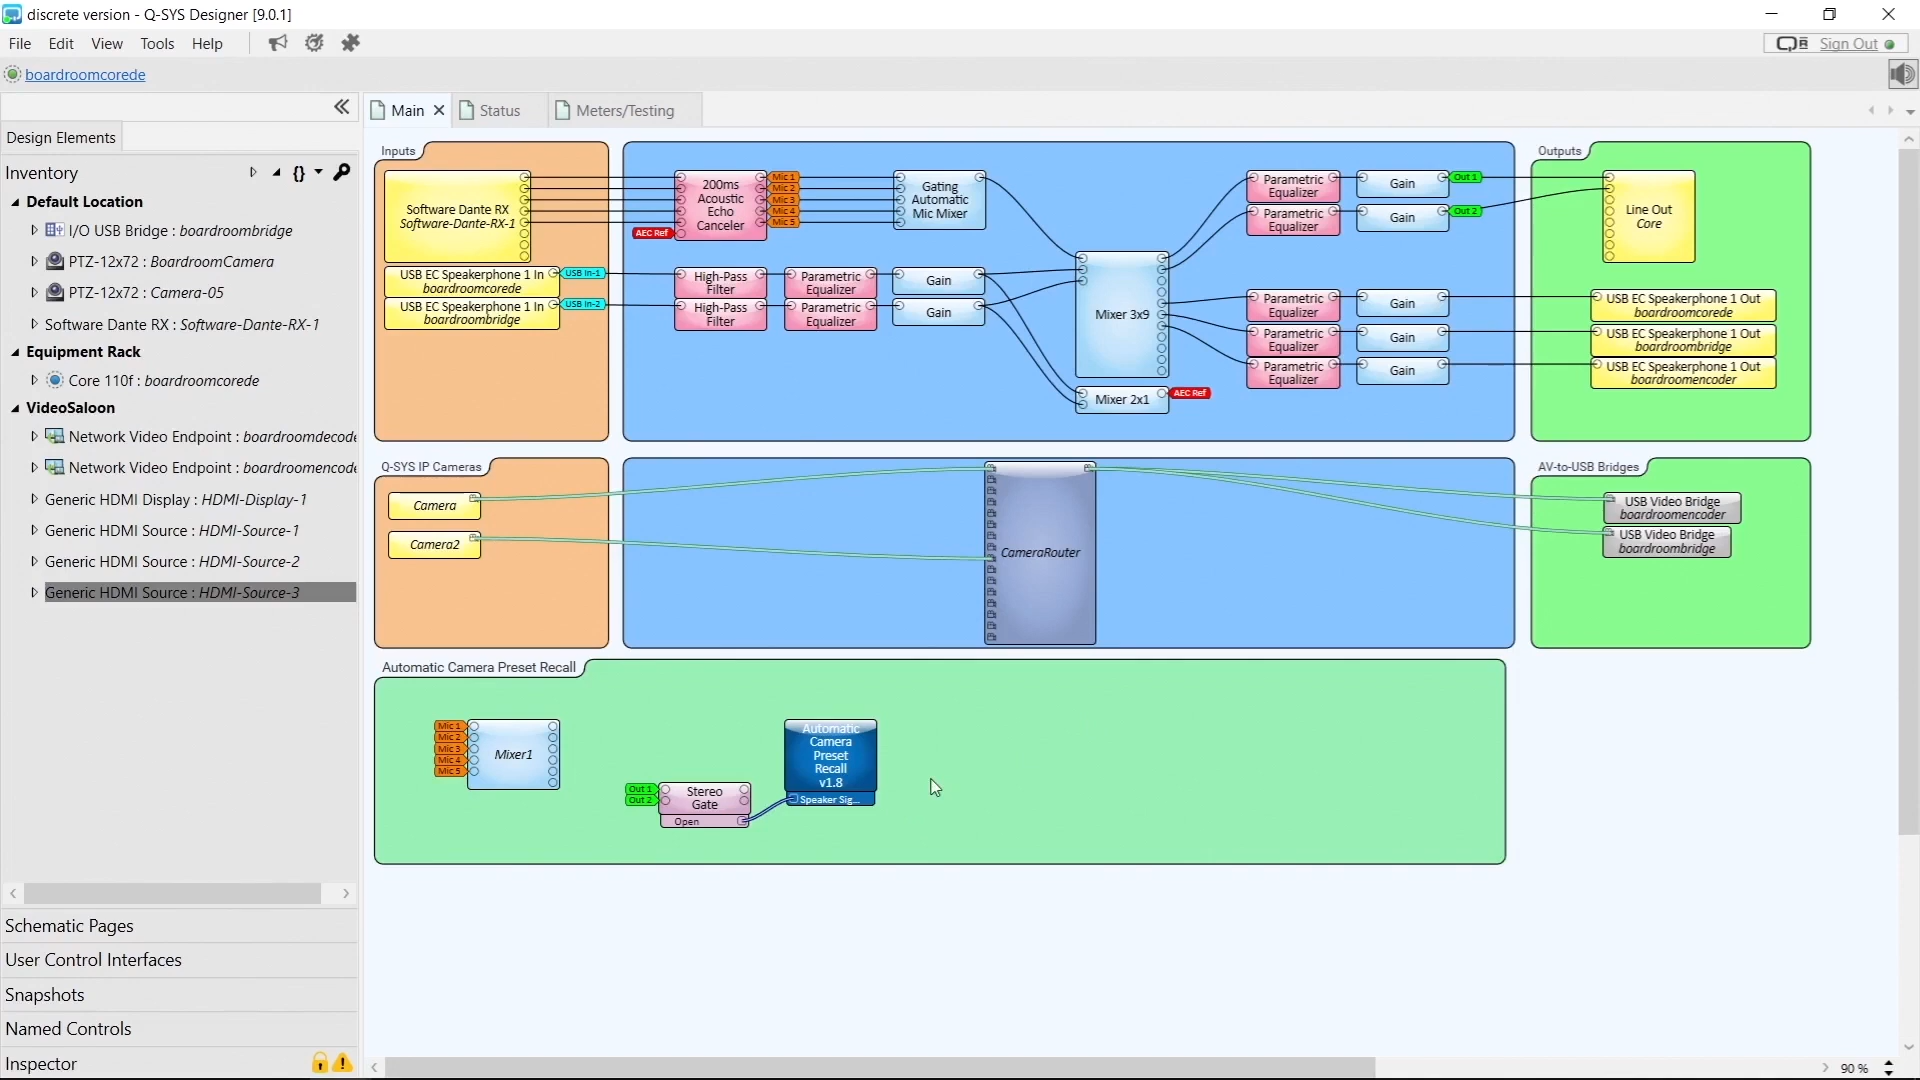 discrete version - Q-SYS Designer [9.0.1]
File Edit View Tools Help
Sign Out
boardroomcorede
Main Status Meters/Testing
Design Elements
Inventory {}
Default Location
I/O USB Bridge : boardroombridge
PTZ-12x72 : BoardroomCamera
PTZ-12x72 : Camera-05
Software Dante RX : Software-Dante-RX-1
Equipment Rack
Core 110f : boardroomcorede
VideoSaloon
Network Video Endpoint : boardroomdecode
Network Video Endpoint : boardroomencode
Generic HDMI Display : HDMI-Display-1
Generic HDMI Source : HDMI-Source-1
Generic HDMI Source : HDMI-Source-2
Generic HDMI Source : HDMI-Source-3
Schematic Pages
User Control Interfaces
Snapshots
Named Controls
Inspector
Inputs
Software Dante RX
Software-Dante-RX-1
USB EC Speakerphone 1 In
boardroomcorede
USB EC Speakerphone 1 In
boardroombridge
USB In-1
USB In-2
AEC Ref
200ms
Acoustic
Echo
Canceler
Mic 1
Mic 2
Mic 3
Mic 4
Mic 5
Gating
Automatic
Mic Mixer
High-Pass
Filter
Parametric
Equalizer
Gain
High-Pass
Filter
Parametric
Equalizer
Gain
Mixer 3x9
Mixer 2x1
AEC Ref
Parametric
Equalizer
Gain
Out 1
Parametric
Equalizer
Gain
Out 2
Parametric
Equalizer
Gain
Parametric
Equalizer
Gain
Parametric
Equalizer
Gain
Outputs
Line Out
Core
USB EC Speakerphone 1 Out
boardroomcorede
USB EC Speakerphone 1 Out
boardroombridge
USB EC Speakerphone 1 Out
boardroomencoder
Q-SYS IP Cameras
Camera
Camera2
CameraRouter
AV-to-USB Bridges
USB Video Bridge
boardroomencoder
USB Video Bridge
boardroombridge
Automatic Camera Preset Recall
Mic 1
Mic 2
Mic 3
Mic 4
Mic 5
Mixer1
Out 1
Out 2
Stereo
Gate
Open
Automatic
Camera
Preset
Recall
v1.8
Speaker Sig...
90 %